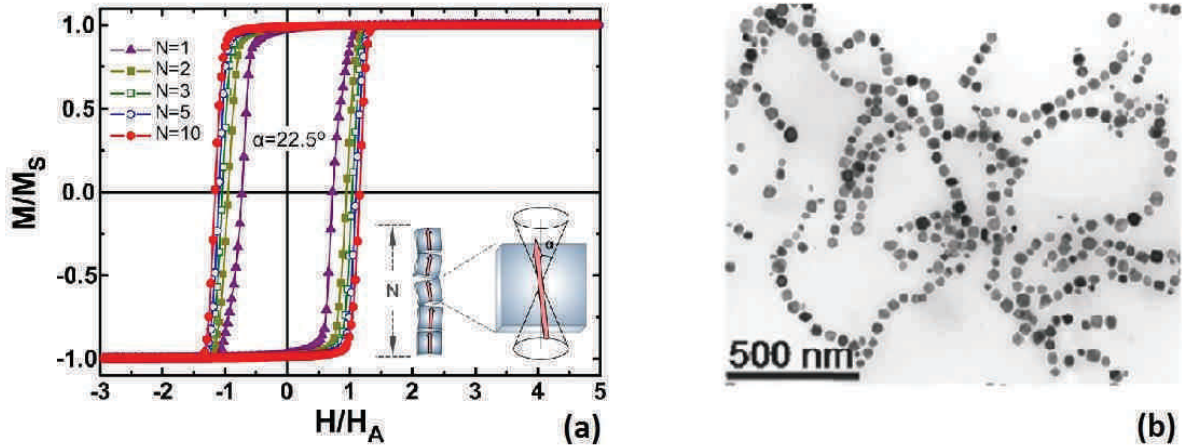 1.0
0.5
0.0
-0.5
-1.0
M/M_S
N=1
N=2
N=3
N=5
N=10
α=22.5°
N
α
-3 -2 -1 0 1 2 3 4 5
H/H_A
(a)
500 nm
(b)